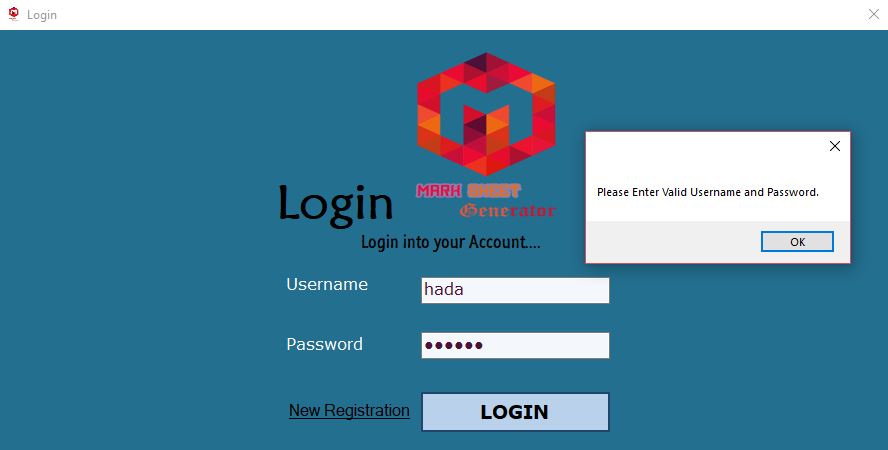 Login
Login
MARK SHEET
Generator
Login into your Account....
Please Enter Valid Username and Password.
OK
Username
hada
Password
●●●●●●
New Registration
LOGIN